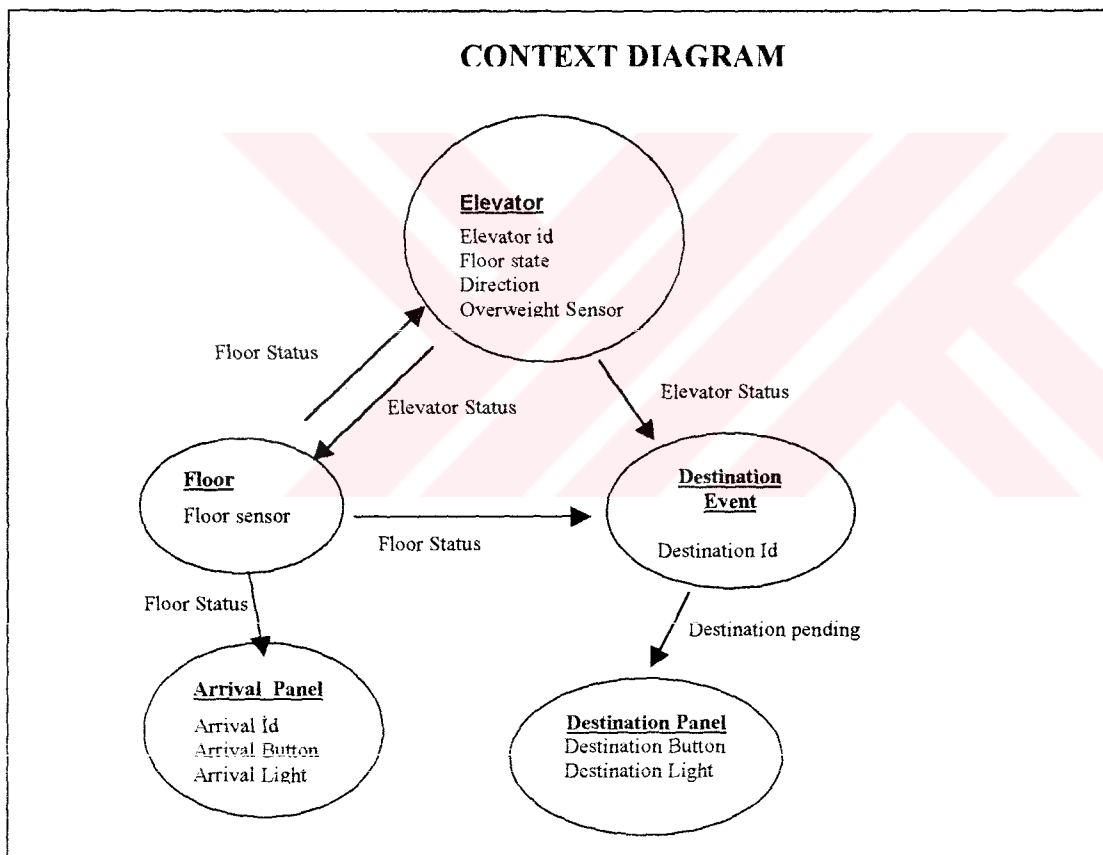 CONTEXT DIAGRAM
Elevator
Elevator id
Floor state
Direction
Overweight Sensor
Floor Status
Elevator Status
Elevator Status
Floor
Floor sensor
Destination
Event
Destination Id
Floor Status
Floor Status
Destination pending
Arrival Panel
Arrival Id
Arrival Button
Arrival Light
Destination Panel
Destination Button
Destination Light